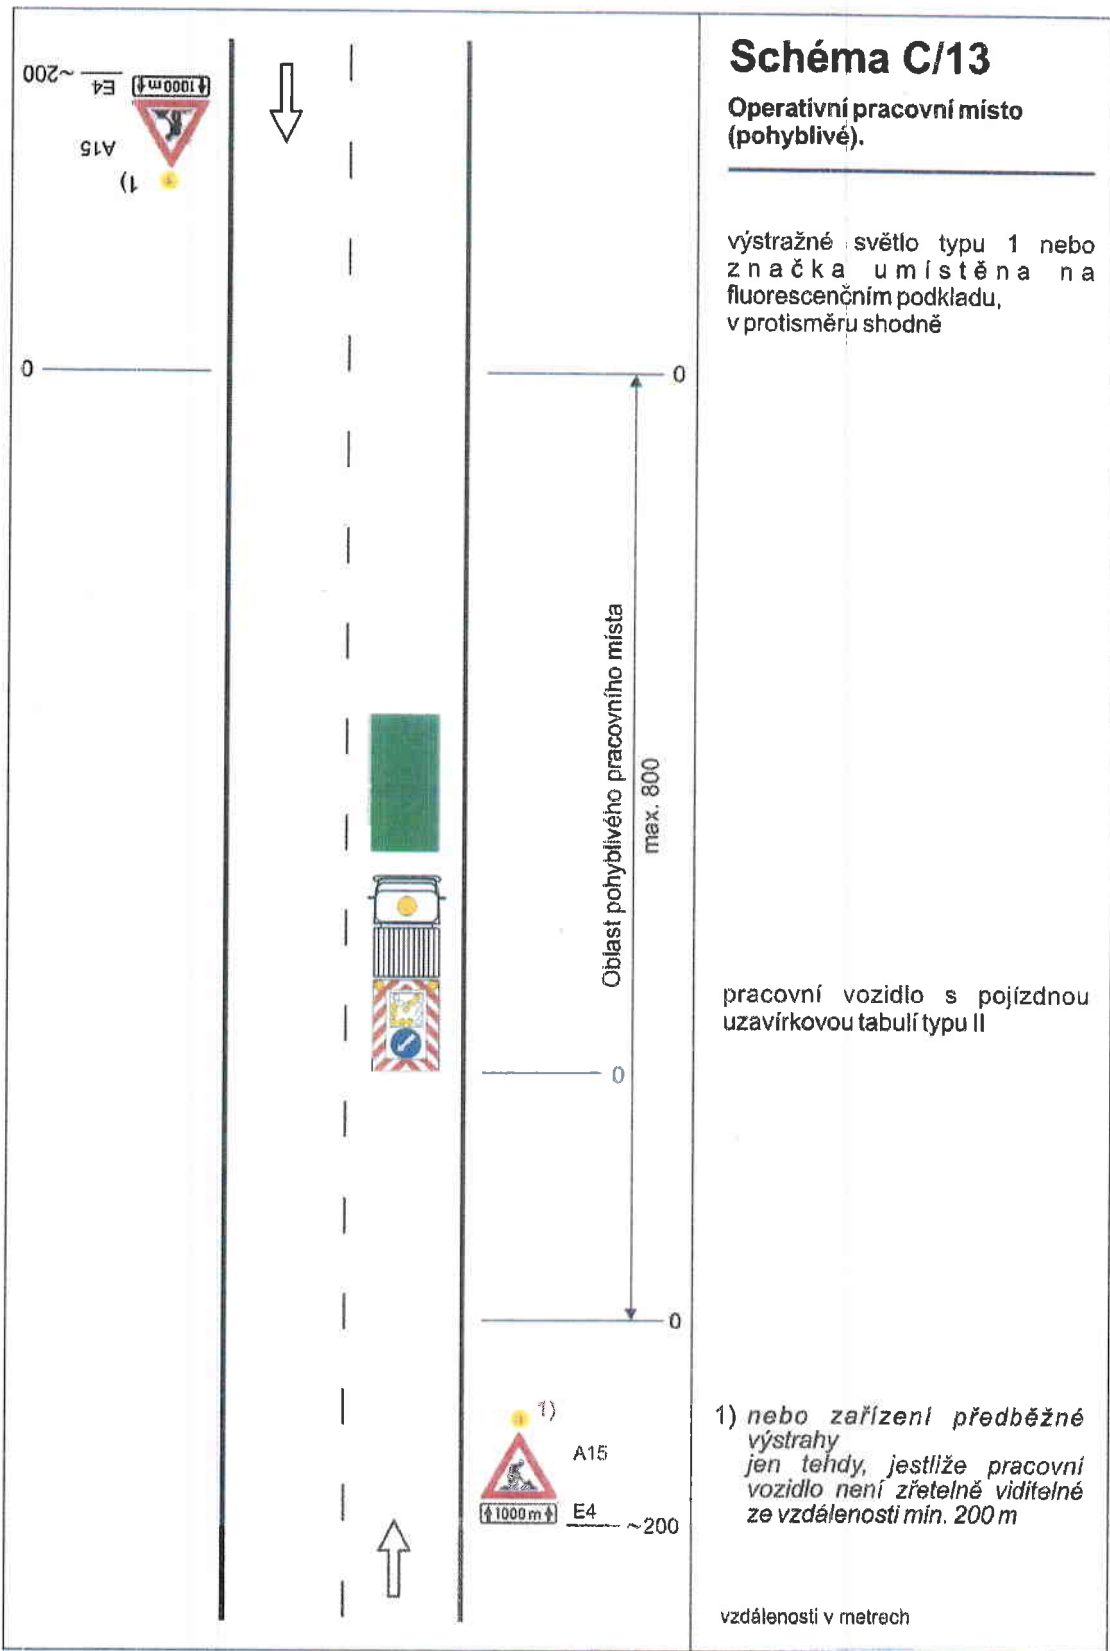 Schéma C/13
Operativní pracovní místo
(pohyblivé).
výstražné světlo typu 1 nebo
značka umístěna na
fluorescenčním podkladu,
v protisměru shodně
~200
E4
1000 m
A15
1)
0
0
Oblast pohyblivého pracovního místa
max. 800
pracovní vozidlo s pojízdnou
uzavírkovou tabulí typu II
0
0
1)
A15
1000 m
E4
~200
1) nebo zařízení předběžné
výstrahy
jen tehdy, jestliže pracovní
vozidlo není zřetelně viditelné
ze vzdálenosti min. 200 m
vzdálenosti v metrech